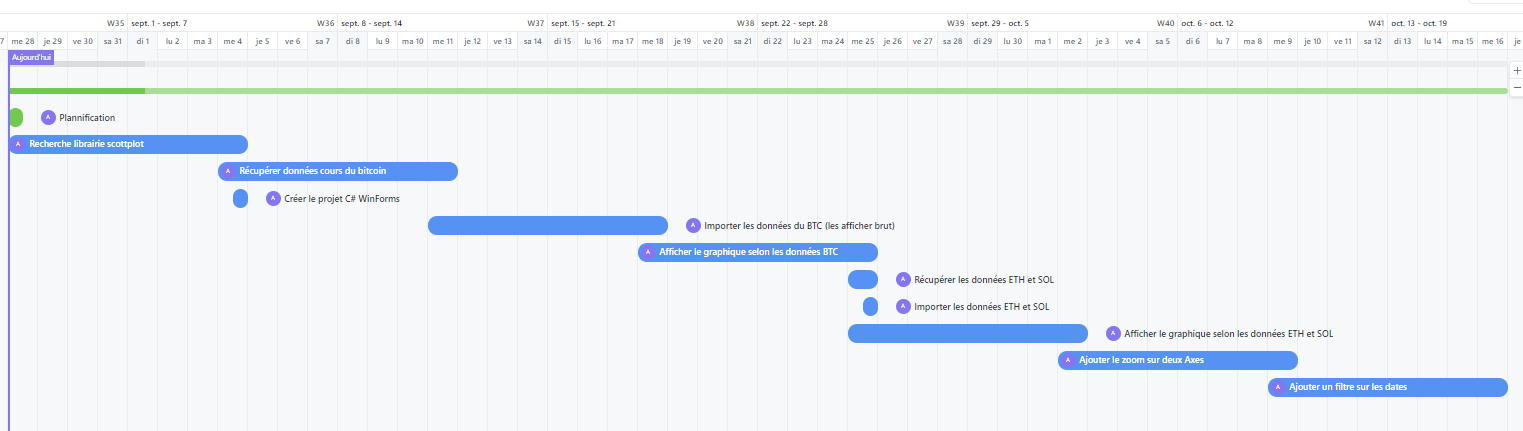 W35 sept. 1 - sept. 7 W36 sept. 8 - sept. 14 W37 sept. 15 - sept. 21 W38 sept. 22 - sept. 28 W39 sept. 29 - oct. 5 W40 oct. 6 - oct. 12 W41 oct. 13 - oct. 19
7 me 28 je 29 ve 30 sa 31 di 1 lu 2 ma 3 me 4 je 5 ve 6 sa 7 di 8 lu 9 ma 10 me 11 je 12 ve 13 sa 14 di 15 lu 16 ma 17 me 18 je 19 ve 20 sa 21 di 22 lu 23 ma 24 me 25 je 26 ve 27 sa 28 di 29 lu 30 ma 1 me 2 je 3 ve 4 sa 5 di 6 lu 7 ma 8 me 9 je 10 ve 11 sa 12 di 13 lu 14 ma 15 me 16 je
Aujourd'hui
+
−
A Plannification
A Recherche librairie scottplot
A Récupérer données cours du bitcoin
A Créer le projet C# WinForms
A Importer les données du BTC (les afficher brut)
A Afficher le graphique selon les données BTC
A Récupérer les données ETH et SOL
A Importer les données ETH et SOL
A Afficher le graphique selon les données ETH et SOL
A Ajouter le zoom sur deux Axes
A Ajouter un filtre sur les dates